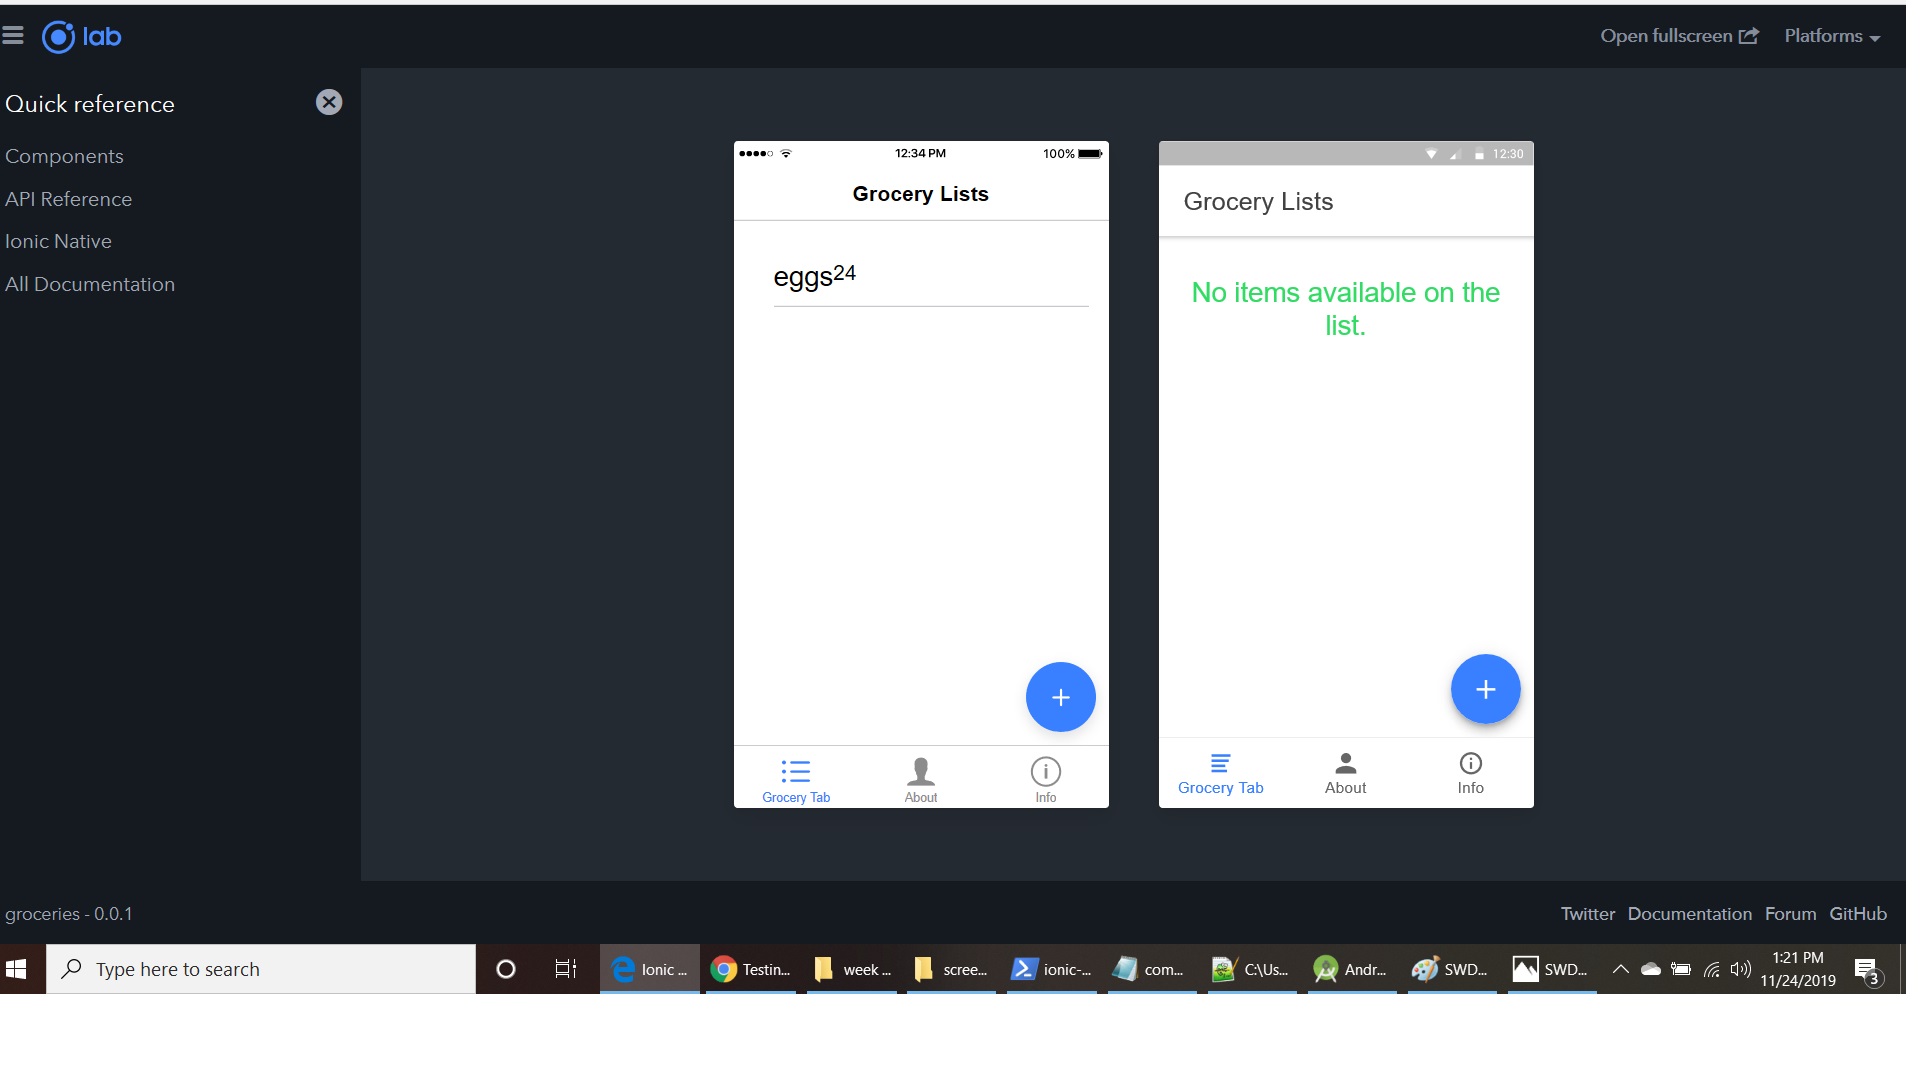 lab
Open fullscreen
Platforms
Quick reference
Components
API Reference
Ionic Native
All Documentation
12:34 PM
100%
Grocery Lists
eggs24
Grocery Tab
About
Info
12:30
Grocery Lists
No items available on the
list.
Grocery Tab
About
Info
groceries - 0.0.1
Twitter Documentation Forum GitHub
Type here to search
Ionic ...
Testin...
week ...
scree...
ionic-...
com...
C:\Us...
Andr...
SWD...
SWD...
1:21 PM
11/24/2019
3